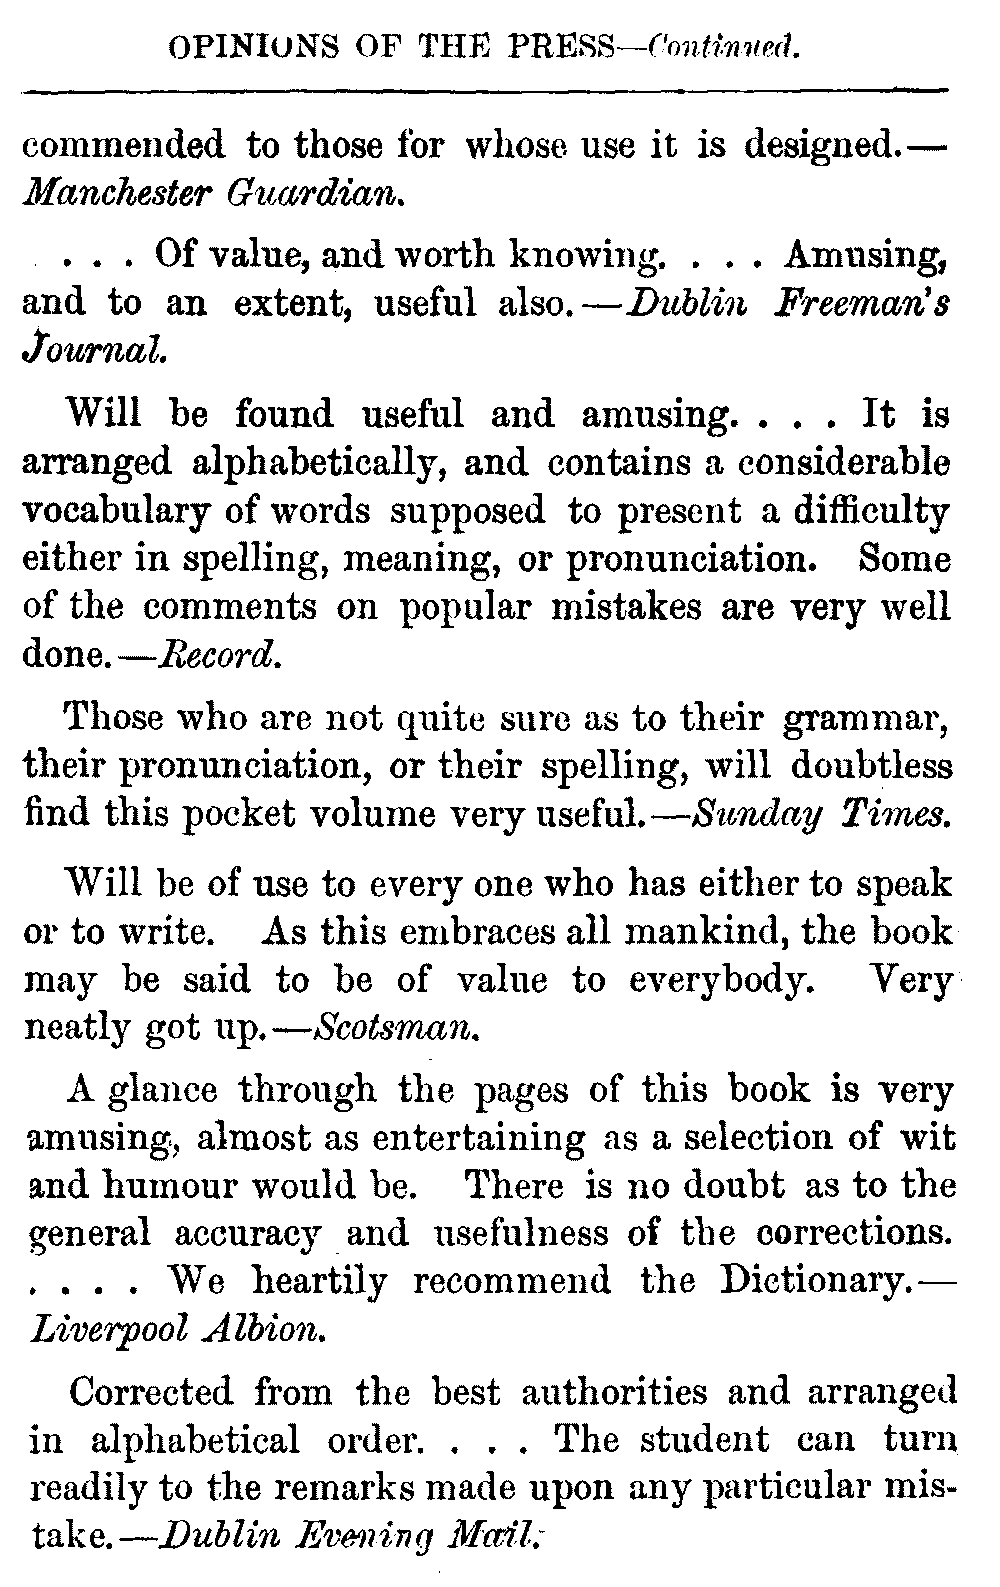 OPINIONS OF THE PRESS—Continued.
commended to those for whose use it is designed.—
Manchester Guardian.
. . . Of value, and worth knowing. . . . Amusing,
and to an extent, useful also.—Dublin Freeman's
Journal.
Will be found useful and amusing. . . . It is
arranged alphabetically, and contains a considerable
vocabulary of words supposed to present a difficulty
either in spelling, meaning, or pronunciation. Some
of the comments on popular mistakes are very well
done.—Record.
Those who are not quite sure as to their grammar,
their pronunciation, or their spelling, will doubtless
find this pocket volume very useful.—Sunday Times.
Will be of use to every one who has either to speak
or to write. As this embraces all mankind, the book
may be said to be of value to everybody. Very
neatly got up.—Scotsman.
A glance through the pages of this book is very
amusing, almost as entertaining as a selection of wit
and humour would be. There is no doubt as to the
general accuracy and usefulness of the corrections.
. . . . We heartily recommend the Dictionary.—
Liverpool Albion.
Corrected from the best authorities and arranged
in alphabetical order. . . . The student can turn
readily to the remarks made upon any particular mis-
take.—Dublin Evening Mail.